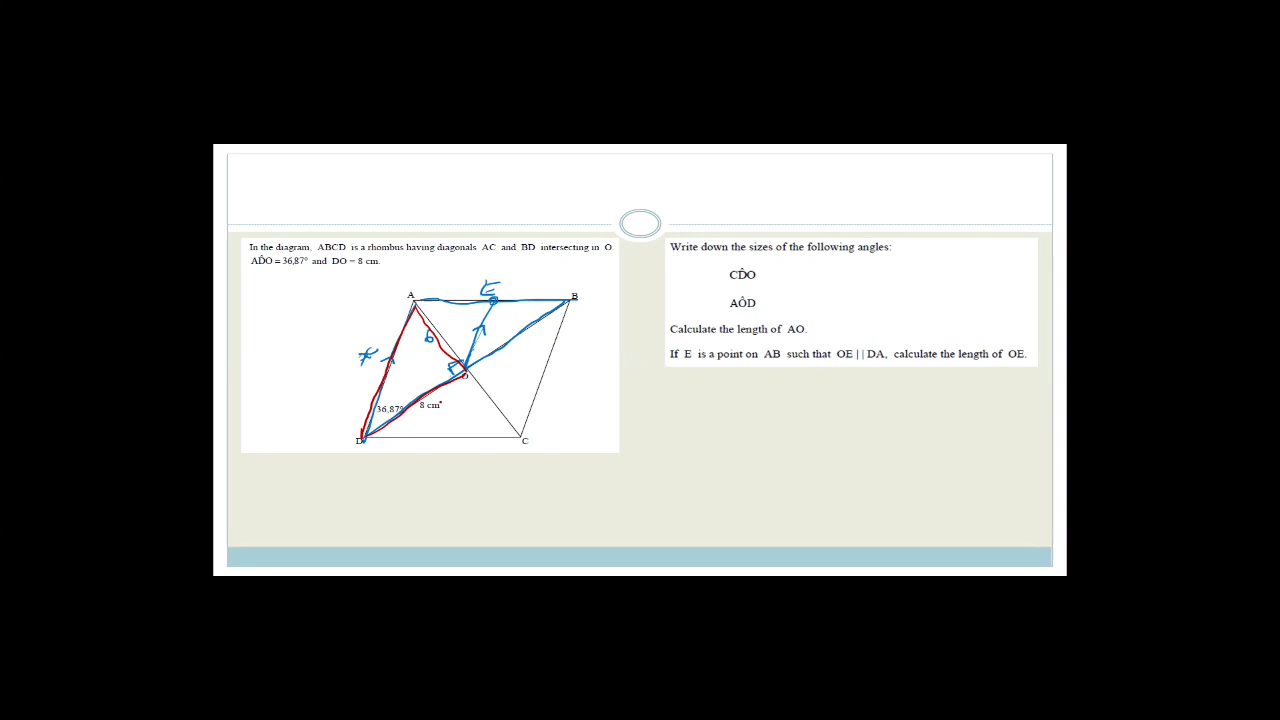 In the diagram, ABCD is a rhombus having diagonals AC and BD intersecting in O.
AD̂O = 36,87° and DO = 8 cm.
E
A
B
6
x
O
36,87°
8 cm
D
C
Write down the sizes of the following angles:
CD̂O
AÔD
Calculate the length of AO.
If E is a point on AB such that OE || DA, calculate the length of OE.